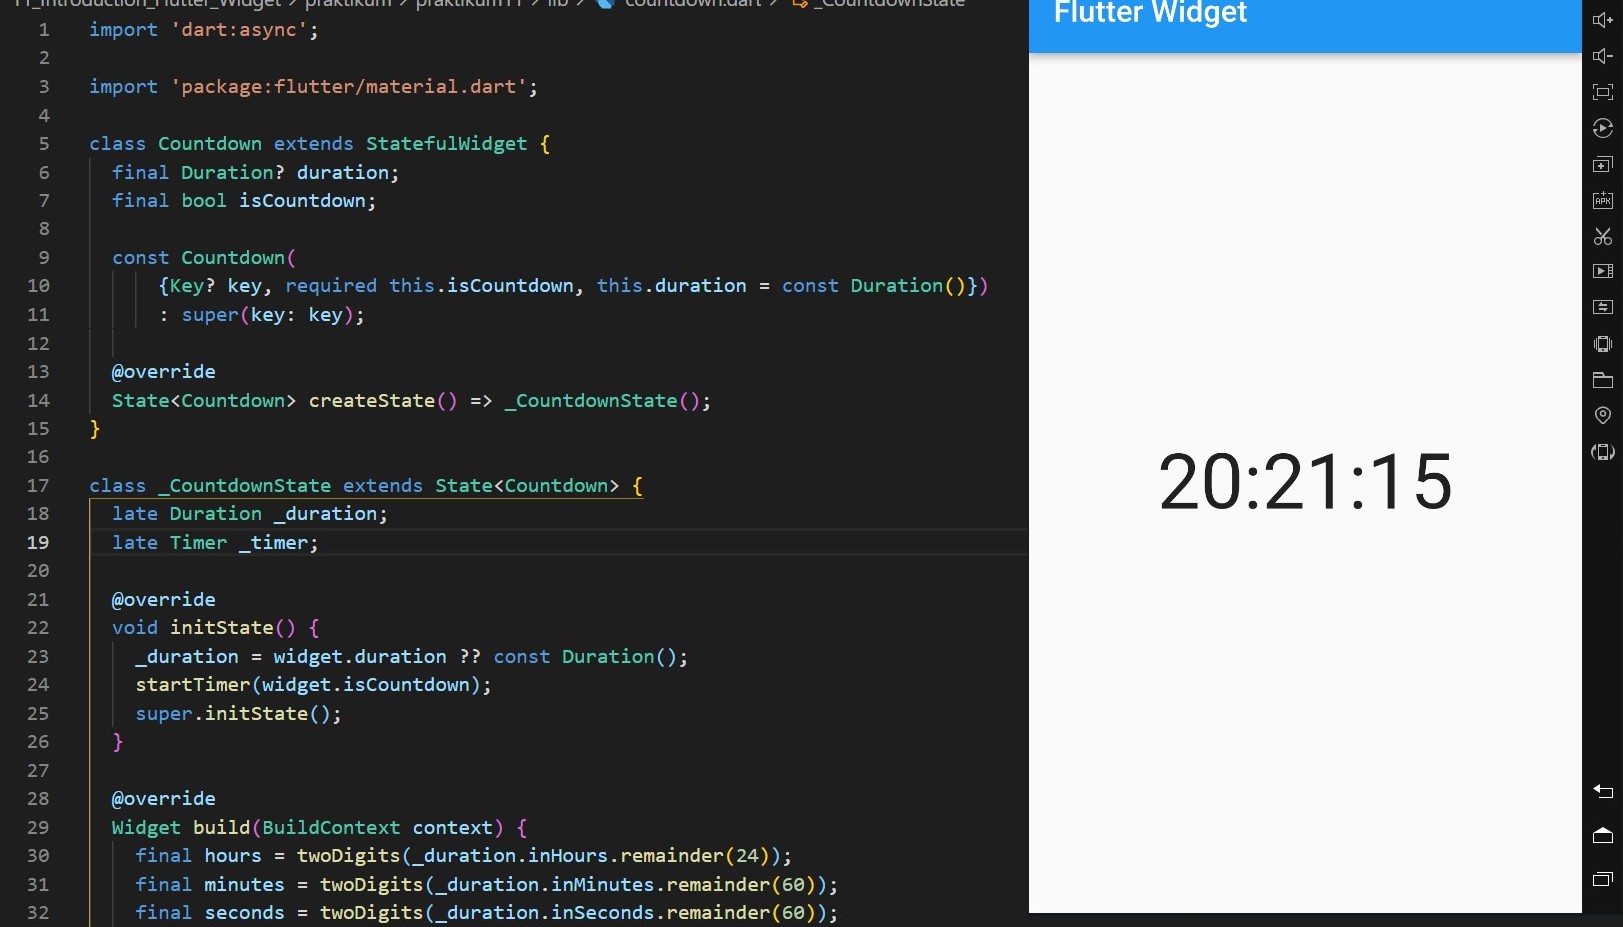 11_Introduction_Flutter_Widget > praktikum > praktikum11 > lib > countdown.dart > _CountdownState
1 import 'dart:async';
2
3 import 'package:flutter/material.dart';
4
5 class Countdown extends StatefulWidget {
6 final Duration? duration;
7 final bool isCountdown;
8
9 const Countdown(
10 {Key? key, required this.isCountdown, this.duration = const Duration()})
11 : super(key: key);
12
13 @override
14 State<Countdown> createState() => _CountdownState();
15 }
16
17 class _CountdownState extends State<Countdown> {
18 late Duration _duration;
19 late Timer _timer;
20
21 @override
22 void initState() {
23 _duration = widget.duration ?? const Duration();
24 startTimer(widget.isCountdown);
25 super.initState();
26 }
27
28 @override
29 Widget build(BuildContext context) {
30 final hours = twoDigits(_duration.inHours.remainder(24));
31 final minutes = twoDigits(_duration.inMinutes.remainder(60));
32 final seconds = twoDigits(_duration.inSeconds.remainder(60));
Flutter Widget
20:21:15
APK